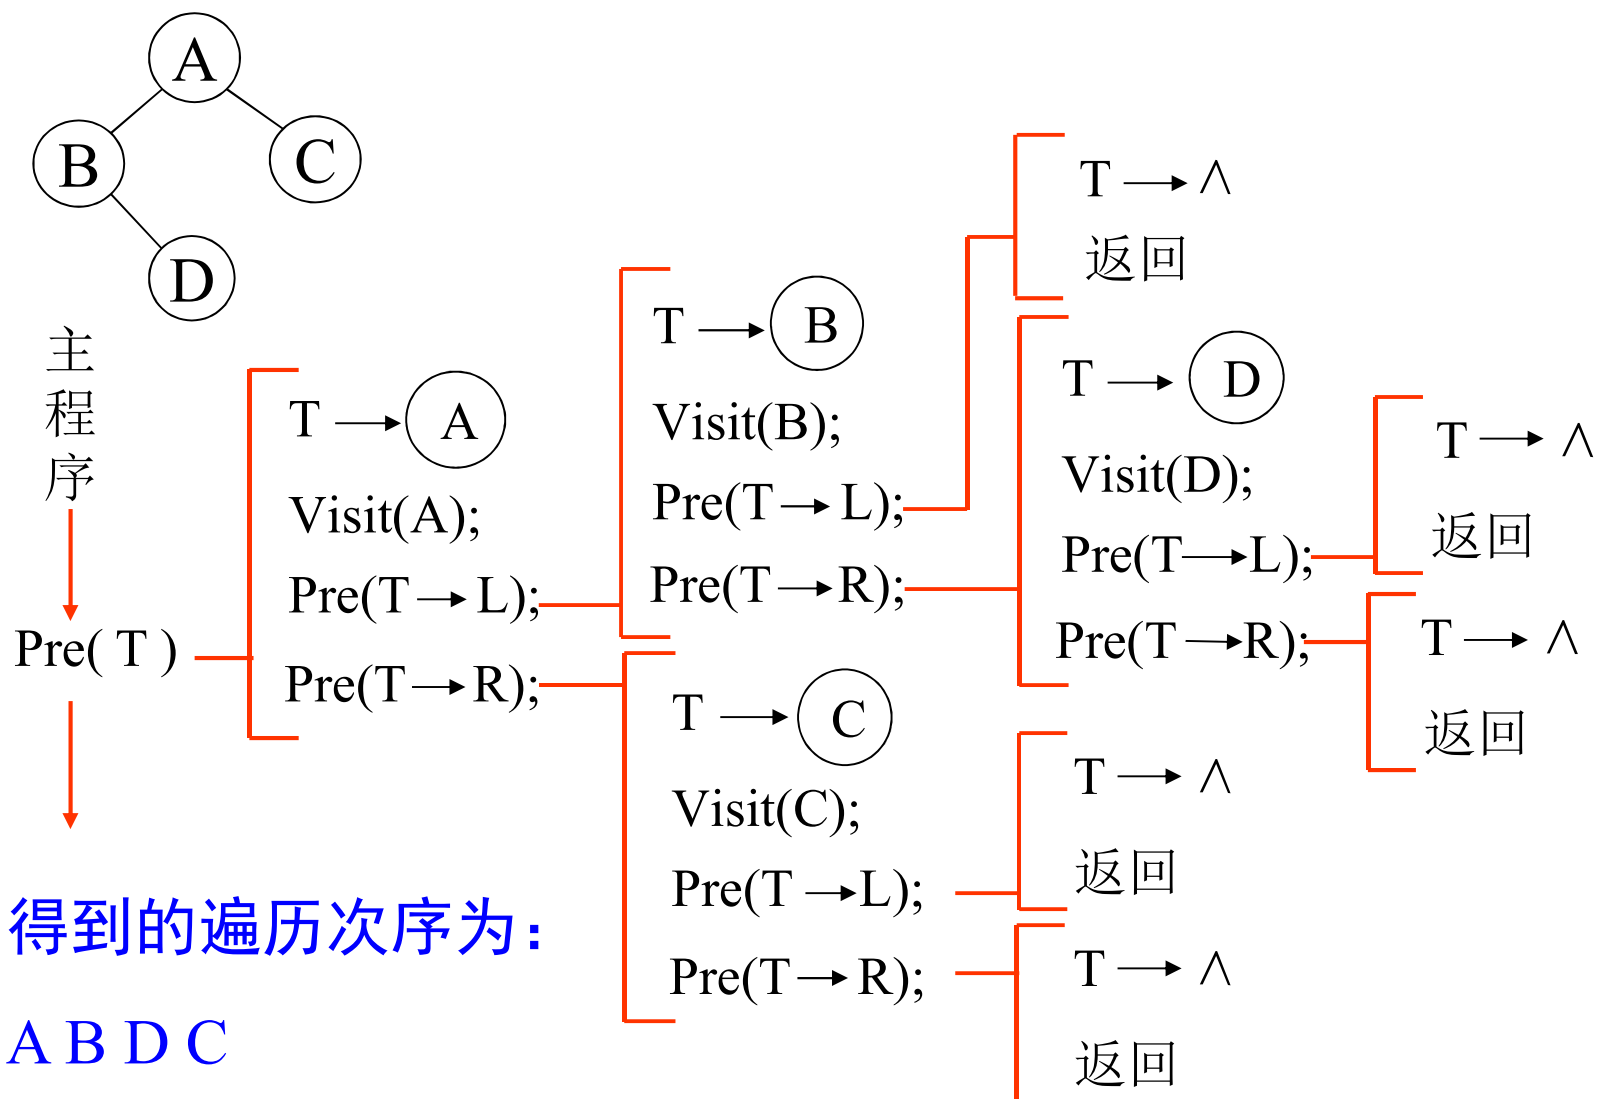 A
B
C
D
主程序
Pre( T )
T → A
Visit(A);
Pre(T → L);
Pre(T → R);
T → B
Visit(B);
Pre(T → L);
Pre(T → R);
T → ∧
返回
T → D
Visit(D);
Pre(T → L);
Pre(T → R);
T → ∧
返回
T → ∧
返回
T → C
Visit(C);
Pre(T → L);
Pre(T → R);
T → ∧
返回
T → ∧
返回
得到的遍历次序为：
A B D C